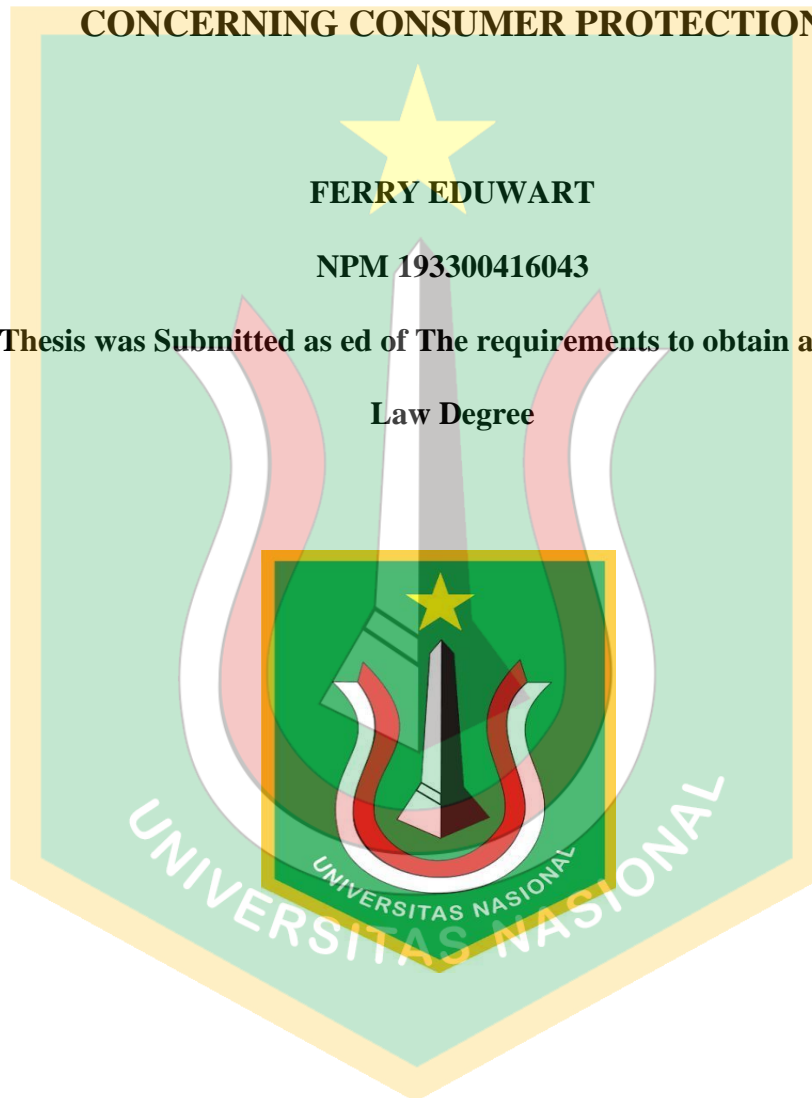 CONCERNING CONSUMER PROTECTION
FERRY EDUWART
NPM 193300416043
Thesis was Submitted as ed of The requirements to obtain a
Law Degree
UNIVERSITAS NASIONAL
UNIVERSITAS NASIONAL